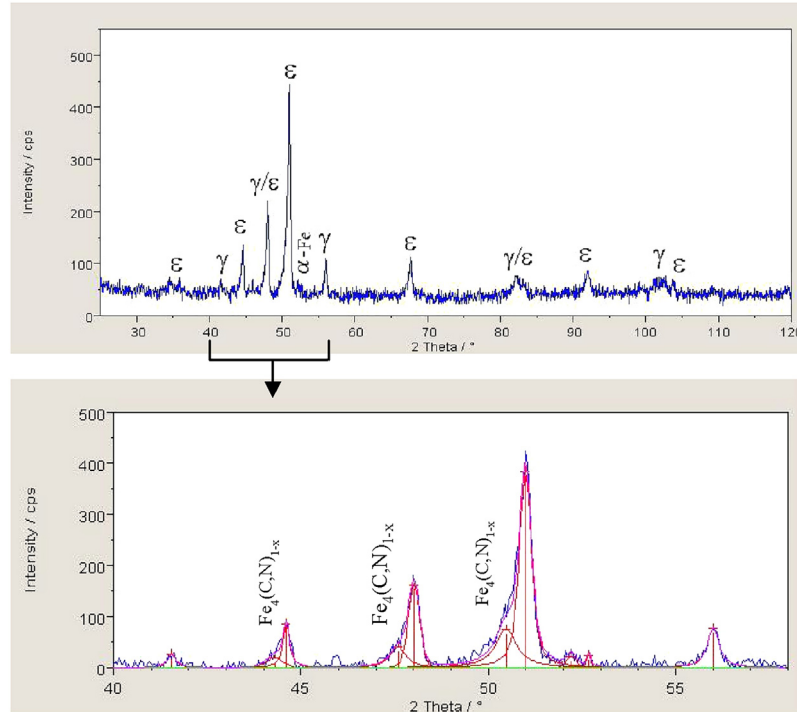 500
400
300
200
100
0
Intensity / cps
ε
γ
ε
γ/ε
ε
α-Fe
γ
ε
γ/ε
ε
γ
ε
30 40 50 60 70 80 90 100 110 120
2 Theta / °
500
400
300
200
100
0
Intensity / cps
Fe₄(C,N)₁₋ₓ
Fe₄(C,N)₁₋ₓ
Fe₄(C,N)₁₋ₓ
40 45 50 55
2 Theta / °